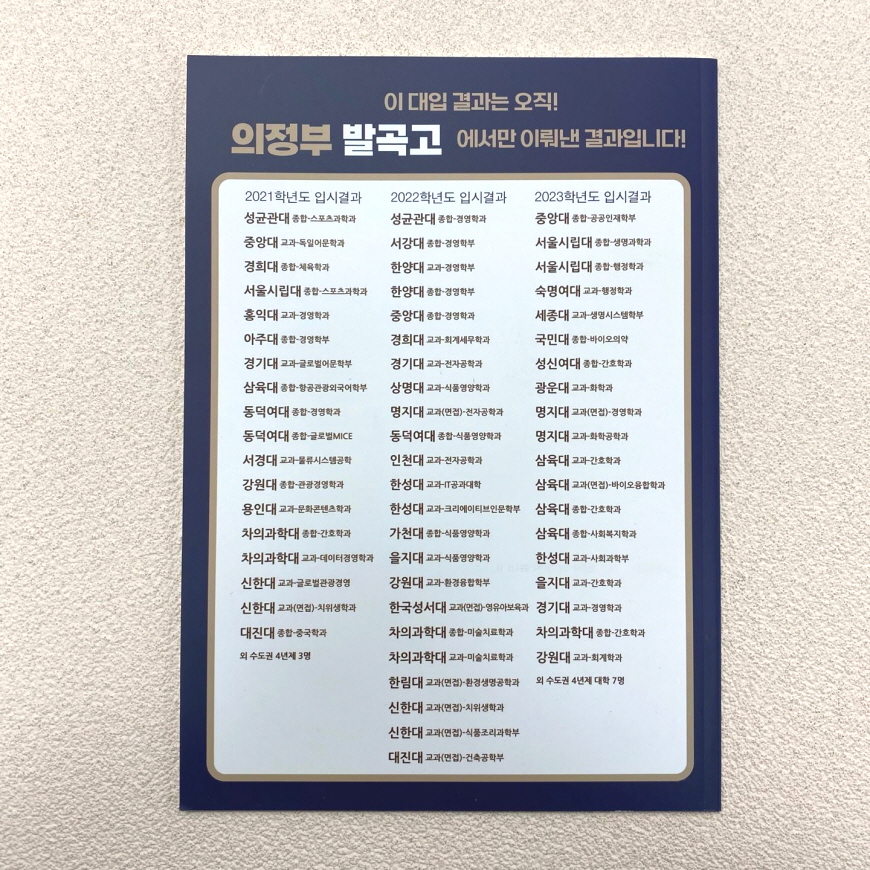 이 대입 결과는 오직!
의정부 발곡고 에서만 이뤄낸 결과입니다!
2021학년도 입시결과
성균관대 종합-스포츠과학과
중앙대 교과-독일어문학과
경희대 종합-체육학과
서울시립대 종합-스포츠과학과
홍익대 교과-경영학과
아주대 종합-경영학부
경기대 교과-글로벌어문학부
삼육대 종합-항공관광외국어학부
동덕여대 종합-경영학과
동덕여대 종합-글로벌MICE
서경대 교과-물류시스템공학
강원대 종합-관광경영학과
용인대 교과-문화콘텐츠학과
차의과학대 종합-간호학과
차의과학대 교과-데이터경영학과
신한대 교과-글로벌관광경영
신한대 교과(면접)-치위생학과
대진대 종합-중국학과
외 수도권 4년제 3명
2022학년도 입시결과
성균관대 종합-경영학과
서강대 종합-경영학부
한양대 교과-경영학부
한양대 종합-경영학부
중앙대 종합-경영학과
경희대 교과-회계세무학과
경기대 교과-전자공학과
상명대 교과-식품영양학과
명지대 교과(면접)-전자공학과
동덕여대 종합-식품영양학과
인천대 교과-전자공학과
한성대 교과-IT공과대학
한성대 교과-크리에이티브인문학부
가천대 종합-식품영양학과
을지대 교과-식품영양학과
강원대 교과-환경융합학부
한국성서대 교과(면접)-영유아보육과
차의과학대 종합-미술치료학과
차의과학대 교과-미술치료학과
한림대 교과(면접)-환경생명공학과
신한대 교과(면접)-치위생학과
신한대 교과(면접)-식품조리과학부
대진대 교과(면접)-건축공학부
2023학년도 입시결과
중앙대 종합-공공인재학부
서울시립대 종합-생명과학과
서울시립대 종합-행정학과
숙명여대 교과-행정학과
세종대 교과-생명시스템학부
국민대 종합-바이오의약
성신여대 종합-간호학과
광운대 교과-화학과
명지대 교과(면접)-경영학과
명지대 교과-화학공학과
삼육대 교과-간호학과
삼육대 교과(면접)-바이오융합학과
삼육대 종합-간호학과
삼육대 종합-사회복지학과
한성대 교과-사회과학부
을지대 교과-간호학과
경기대 교과-경영학과
차의과학대 종합-간호학과
강원대 교과-회계학과
외 수도권 4년제 대학 7명